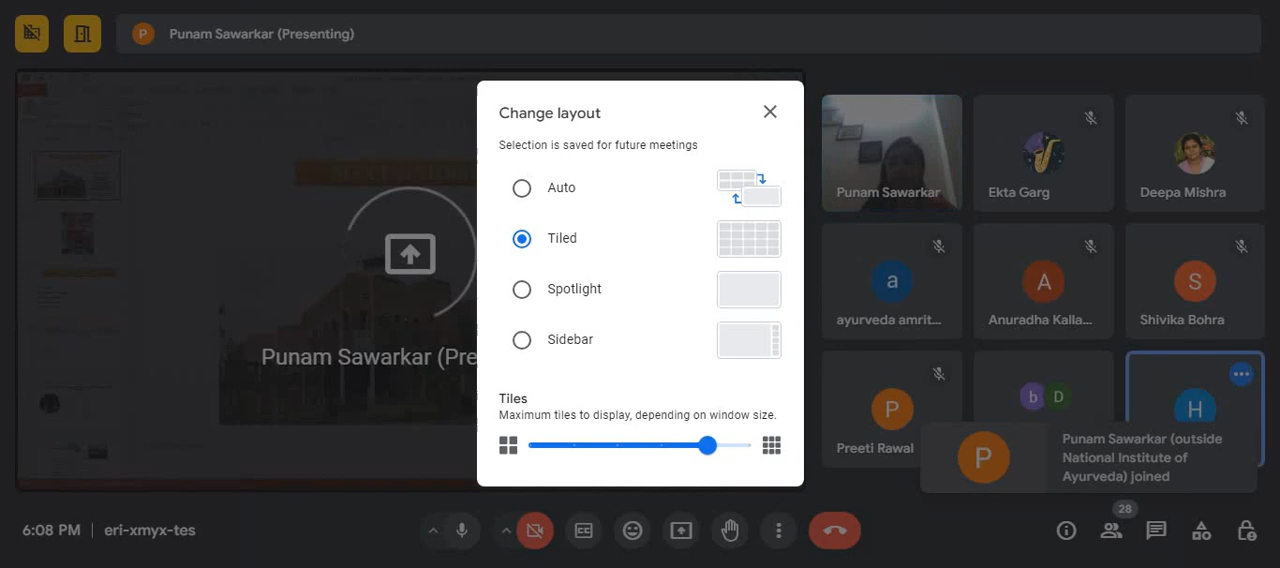 P Punam Sawarkar (Presenting)
Change layout
Selection is saved for future meetings
Auto
Tiled
Spotlight
Sidebar
Tiles
Maximum tiles to display, depending on window size.
Punam Sawarkar (Pre
Punam Sawarkar
Ekta Garg
Deepa Mishra
a
ayurveda amrit...
A
Anuradha Kalla...
S
Shivika Bohra
P
Preeti Rawal
b D
H
P
Punam Sawarkar (outside
National Institute of
Ayurveda) joined
6:08 PM | eri-xmyx-tes
CC
28